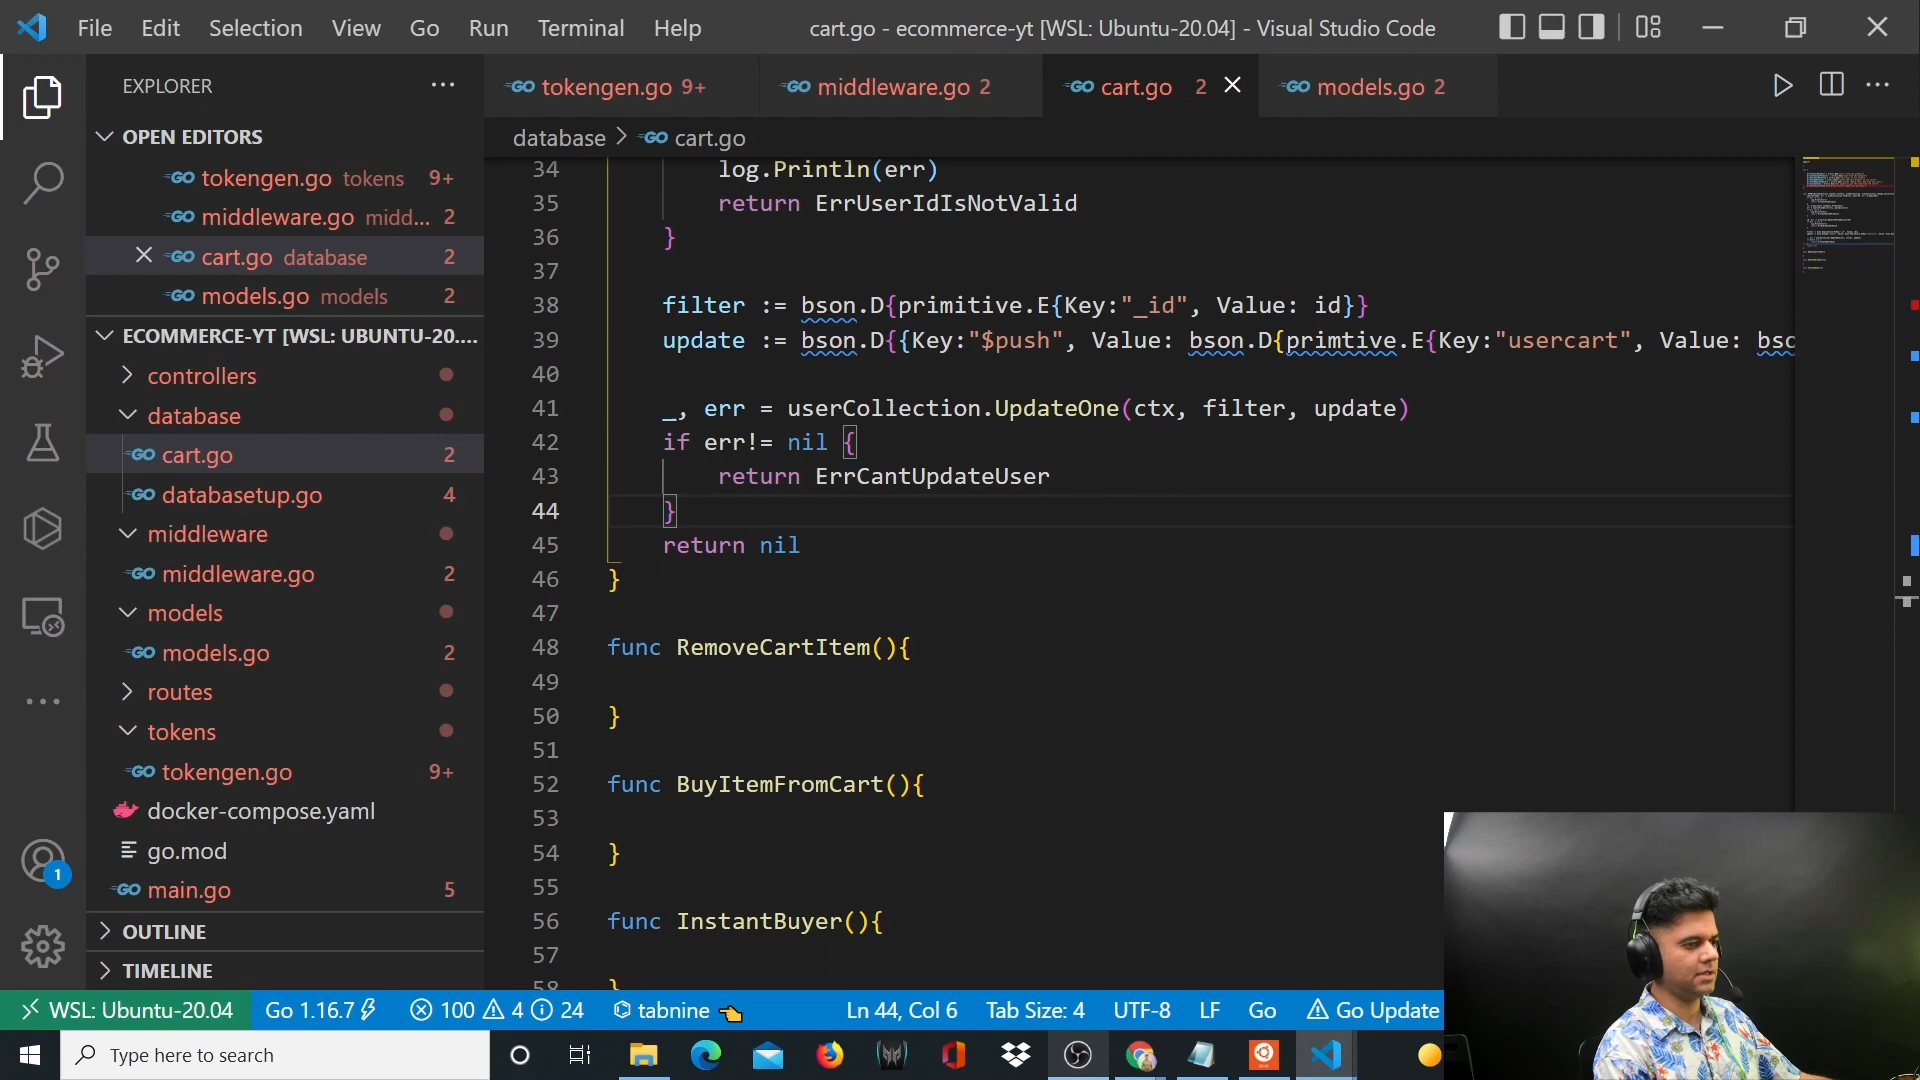 File Edit Selection View Go Run Terminal Help
cart.go - ecommerce-yt [WSL: Ubuntu-20.04] - Visual Studio Code
EXPLORER
OPEN EDITORS
tokengen.go tokens 9+
middleware.go midd... 2
cart.go database 2
models.go models 2
ECOMMERCE-YT [WSL: UBUNTU-20....
controllers
database
cart.go 2
databasetup.go 4
middleware
middleware.go 2
models
models.go 2
routes
tokens
tokengen.go 9+
docker-compose.yaml
go.mod
main.go 5
OUTLINE
TIMELINE
1
tokengen.go 9+
middleware.go 2
cart.go 2
models.go 2
database > cart.go
34 log.Println(err)
35 return ErrUserIdIsNotValid
36 }
37
38 filter := bson.D{primitive.E{Key:"_id", Value: id}}
39 update := bson.D{{Key:"$push", Value: bson.D{primtive.E{Key:"usercart", Value: bsc
40
41 _, err = userCollection.UpdateOne(ctx, filter, update)
42 if err!= nil {
43 return ErrCantUpdateUser
44 }
45 return nil
46 }
47
48 func RemoveCartItem(){
49
50 }
51
52 func BuyItemFromCart(){
53
54 }
55
56 func InstantBuyer(){
57
58 }
WSL: Ubuntu-20.04 Go 1.16.7 100 4 24 tabnine Ln 44, Col 6 Tab Size: 4 UTF-8 LF Go Go Update
Type here to search